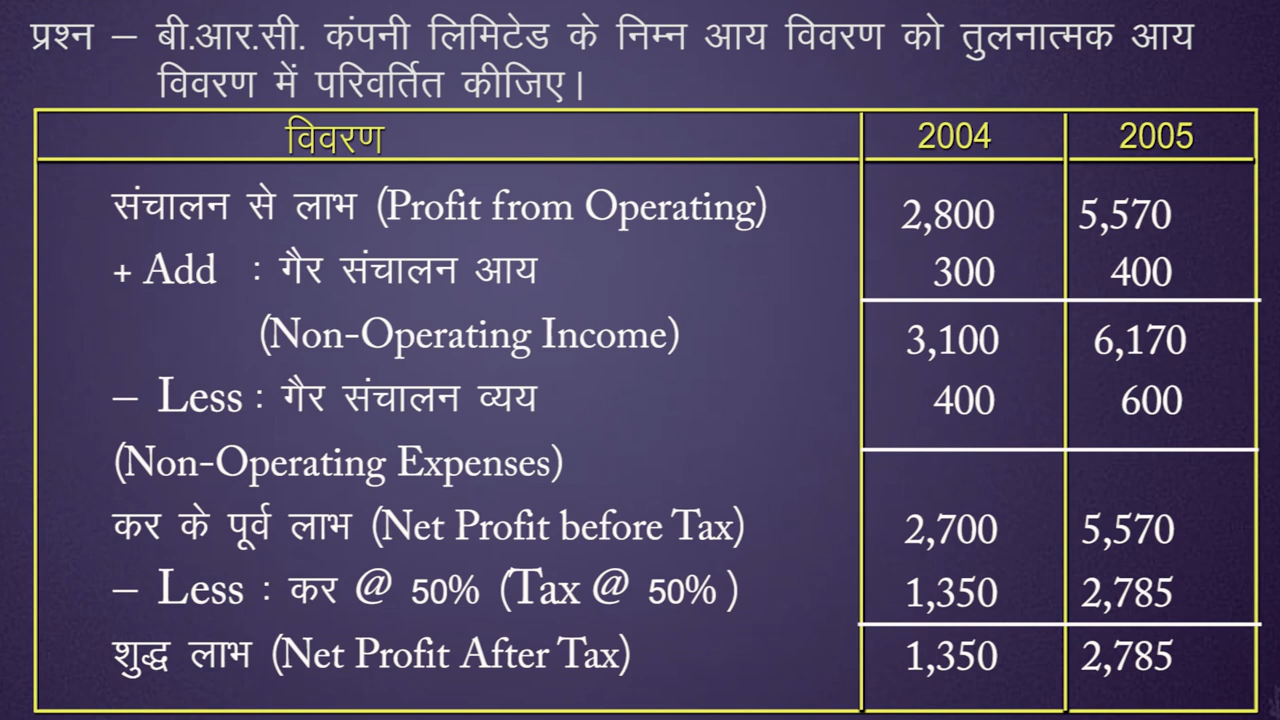 प्रश्न – बी.आर.सी. कंपनी लिमिटेड के निम्न आय विवरण को तुलनात्मक आय
विवरण में परिवर्तित कीजिए।
विवरण 2004 2005
संचालन से लाभ (Profit from Operating) 2,800 5,570
+ Add : गैर संचालन आय 300 400
(Non-Operating Income) 3,100 6,170
– Less : गैर संचालन व्यय 400 600
(Non-Operating Expenses)
कर के पूर्व लाभ (Net Profit before Tax) 2,700 5,570
– Less : कर @ 50% (Tax @ 50% ) 1,350 2,785
शुद्ध लाभ (Net Profit After Tax) 1,350 2,785